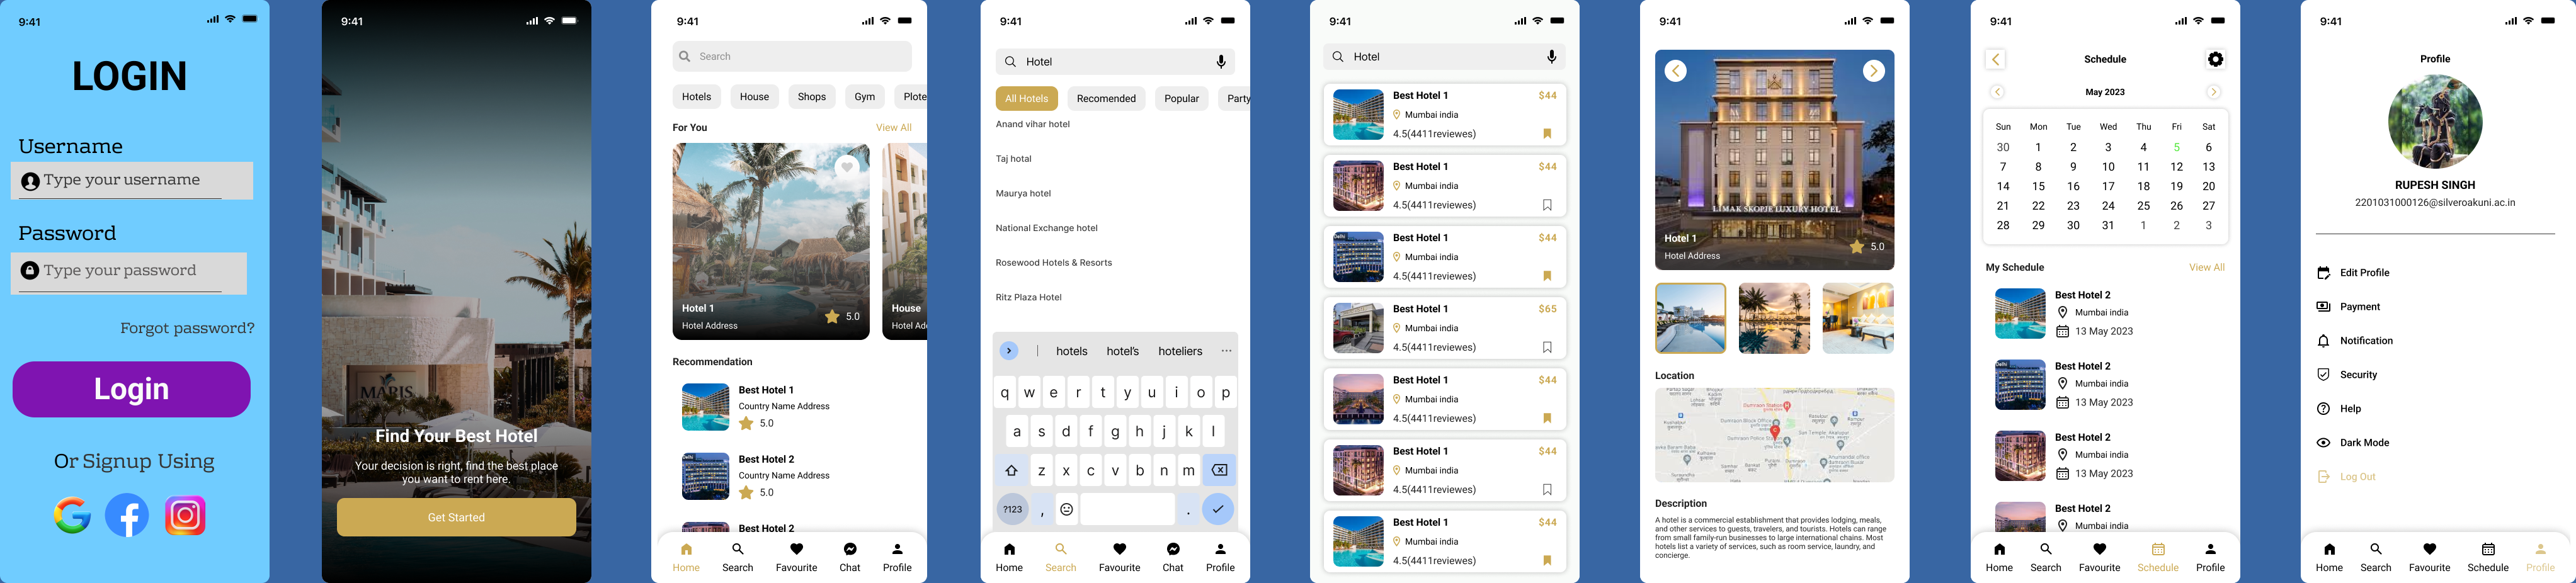 9:41
LOGIN
Username
Type your username
Password
Type your password
Forgot password?
Login
Or Signup Using
9:41
MARIS
Find Your Best Hotel
Your decision is right, find the best place
you want to rent here.
Get Started
9:41
Search
Hotels House Shops Gym Plote
For You View All
Hotel 1
Hotel Address
5.0
House
Hotel Ad
Recommendation
Best Hotel 1
Country Name Address
5.0
Best Hotel 2
Country Name Address
5.0
Best Hotel 2
Home Search Favourite Chat Profile
9:41
Hotel
All Hotels Recomended Popular Party
Anand vihar hotel
Taj hotal
Maurya hotel
National Exchange hotel
Rosewood Hotels & Resorts
Ritz Plaza Hotel
hotels hotel's hoteliers ...
q w e r t y u i o p
a s d f g h j k l
z x c v b n m
?123 , .
Home Search Favourite Chat Profile
9:41
Hotel
Best Hotel 1 $44
Mumbai india
4.5(4411reviewes)
Best Hotel 1 $44
Mumbai india
4.5(4411reviewes)
Best Hotel 1 $44
Mumbai india
4.5(4411reviewes)
Best Hotel 1 $65
Mumbai india
4.5(4411reviewes)
Best Hotel 1 $44
Mumbai india
4.5(4411reviewes)
Best Hotel 1 $44
Mumbai india
4.5(4411reviewes)
Best Hotel 1 $44
Mumbai india
4.5(4411reviewes)
9:41
LIMAK SKOPJE LUXURY HOTEL
Hotel 1
Hotel Address
5.0
Location
Description
A hotel is a commercial establishment that provides lodging, meals,
and other services to guests, travelers, and tourists. Hotels can range
from small family-run businesses to large international chains. Most
hotels list a variety of services, such as room service, laundry, and
concierge.
9:41
Schedule
May 2023
Sun Mon Tue Wed Thu Fri Sat
30 1 2 3 4 5 6
7 8 9 10 11 12 13
14 15 16 17 18 19 20
21 22 23 24 25 26 27
28 29 30 31 1 2 3
My Schedule View All
Best Hotel 2
Mumbai india
13 May 2023
Best Hotel 2
Mumbai india
13 May 2023
Best Hotel 2
Mumbai india
13 May 2023
Best Hotel 2
Mumbai india
Home Search Favourite Schedule Profile
9:41
Profile
RUPESH SINGH
2201031000126@silveroakuni.ac.in
Edit Profile
Payment
Notification
Security
Help
Dark Mode
Log Out
Home Search Favourite Schedule Profile